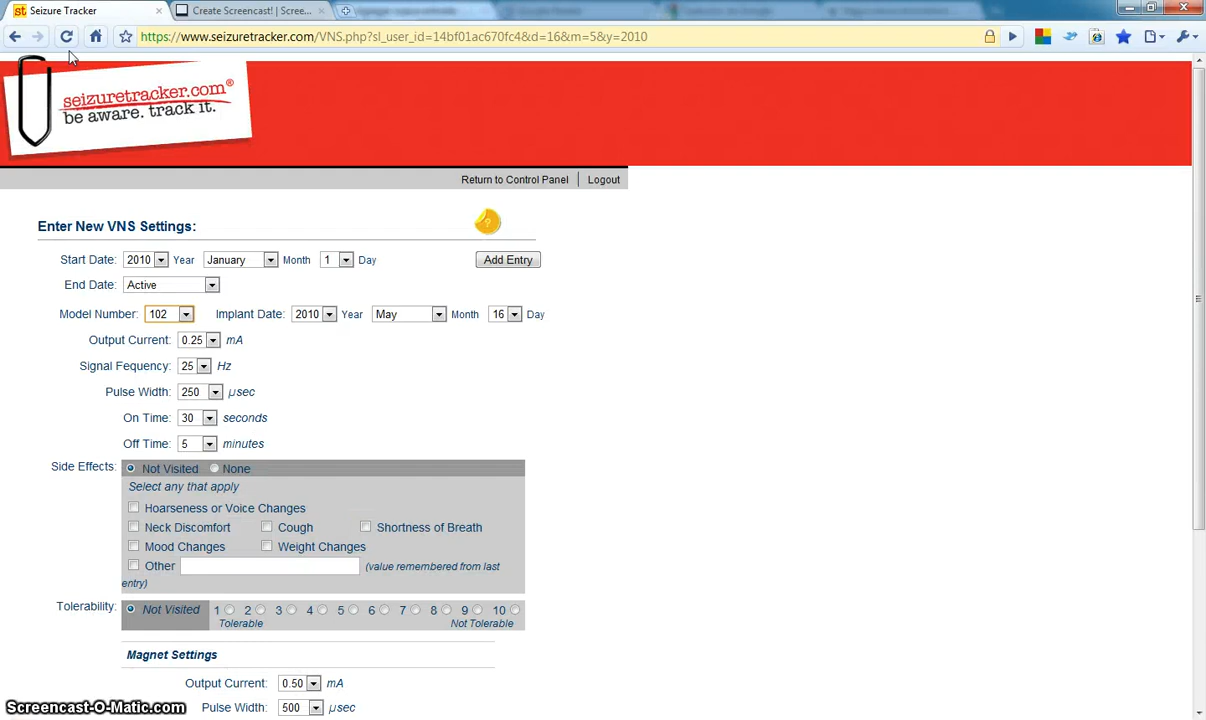 st Seizure Tracker × Create Screencast! | Scree... ×
https://www.seizuretracker.com/VNS.php?sl_user_id=14bf01ac670fc4&d=16&m=5&y=2010
seizuretracker.com®
be aware. track it.
Return to Control Panel | Logout
Enter New VNS Settings: ?
Start Date: 2010 Year January Month 1 Day Add Entry
End Date: Active
Model Number: 102 Implant Date: 2010 Year May Month 16 Day
Output Current: 0.25 mA
Signal Fequency: 25 Hz
Pulse Width: 250 µsec
On Time: 30 seconds
Off Time: 5 minutes
Side Effects: Not Visited None
Select any that apply
Hoarseness or Voice Changes
Neck Discomfort Cough Shortness of Breath
Mood Changes Weight Changes
Other (value remembered from last
entry)
Tolerability: Not Visited 1 2 3 4 5 6 7 8 9 10
Tolerable Not Tolerable
Magnet Settings
Output Current: 0.50 mA
Pulse Width: 500 µsec
Screencast-O-Matic.com